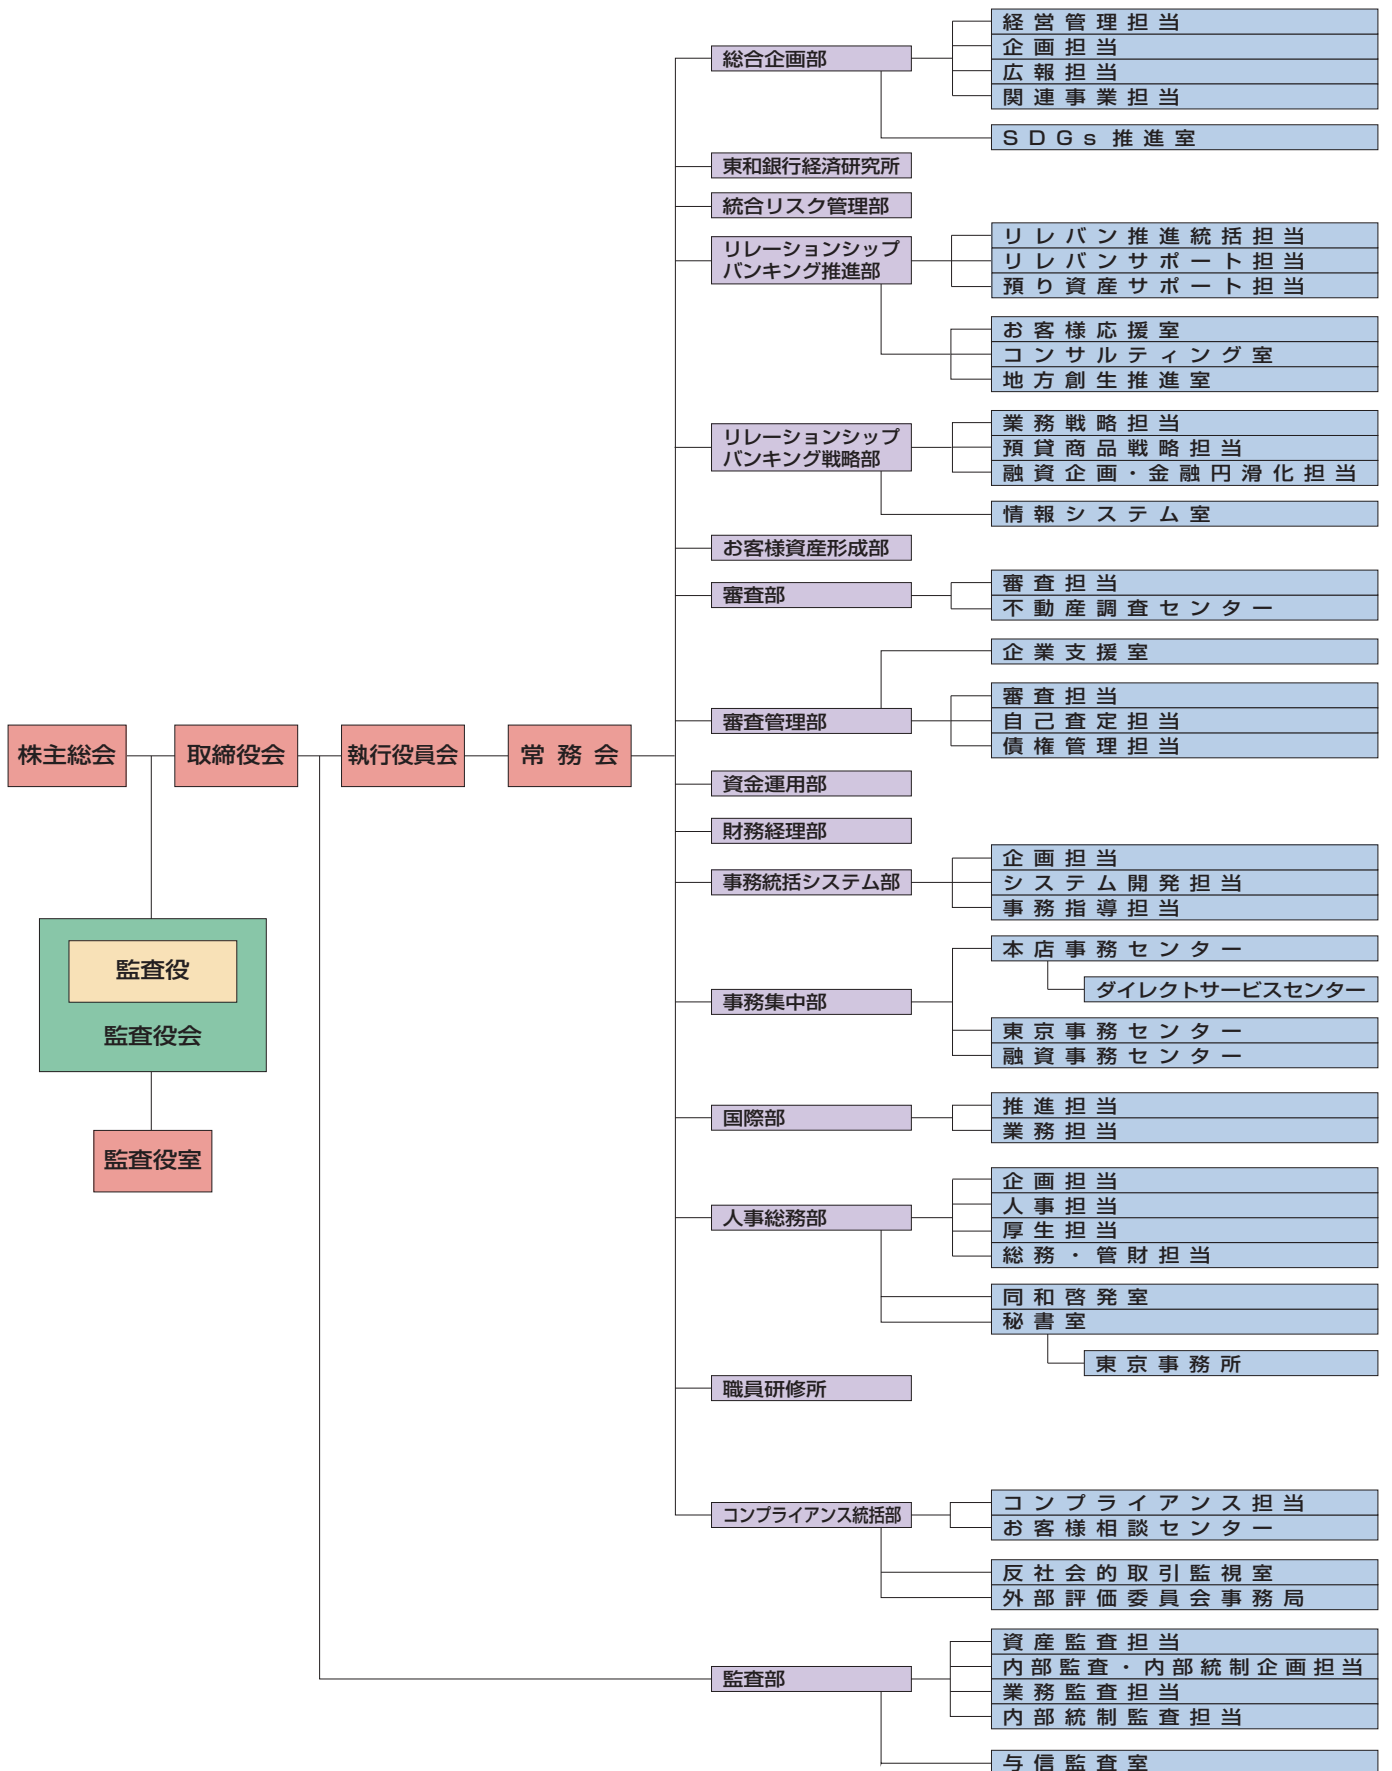 株主総会
取締役会
執行役員会
常務会
監査役
監査役会
監査役室
総合企画部
経営管理担当
企画担当
広報担当
関連事業担当
SDGs推進室
東和銀行経済研究所
統合リスク管理部
リレーションシップ
バンキング推進部
リレバン推進統括担当
リレバンサポート担当
預り資産サポート担当
お客様応援室
コンサルティング室
地方創生推進室
リレーションシップ
バンキング戦略部
業務戦略担当
預貸商品戦略担当
融資企画・金融円滑化担当
情報システム室
お客様資産形成部
審査部
審査担当
不動産調査センター
審査管理部
企業支援室
審査担当
自己査定担当
債権管理担当
資金運用部
財務経理部
事務統括システム部
企画担当
システム開発担当
事務指導担当
事務集中部
本店事務センター
ダイレクトサービスセンター
東京事務センター
融資事務センター
国際部
推進担当
業務担当
人事総務部
企画担当
人事担当
厚生担当
総務・管財担当
同和啓発室
秘書室
東京事務所
職員研修所
コンプライアンス統括部
コンプライアンス担当
お客様相談センター
反社会的取引監視室
外部評価委員会事務局
監査部
資産監査担当
内部監査・内部統制企画担当
業務監査担当
内部統制監査担当
与信監査室